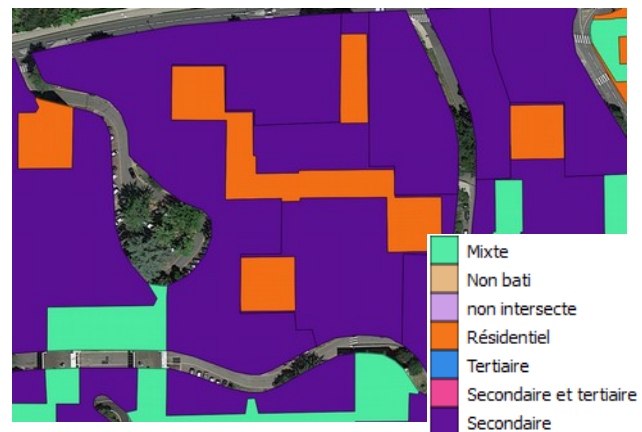 Mixte
Non bati
non intersecte
Résidentiel
Tertiaire
Secondaire et tertiaire
Secondaire